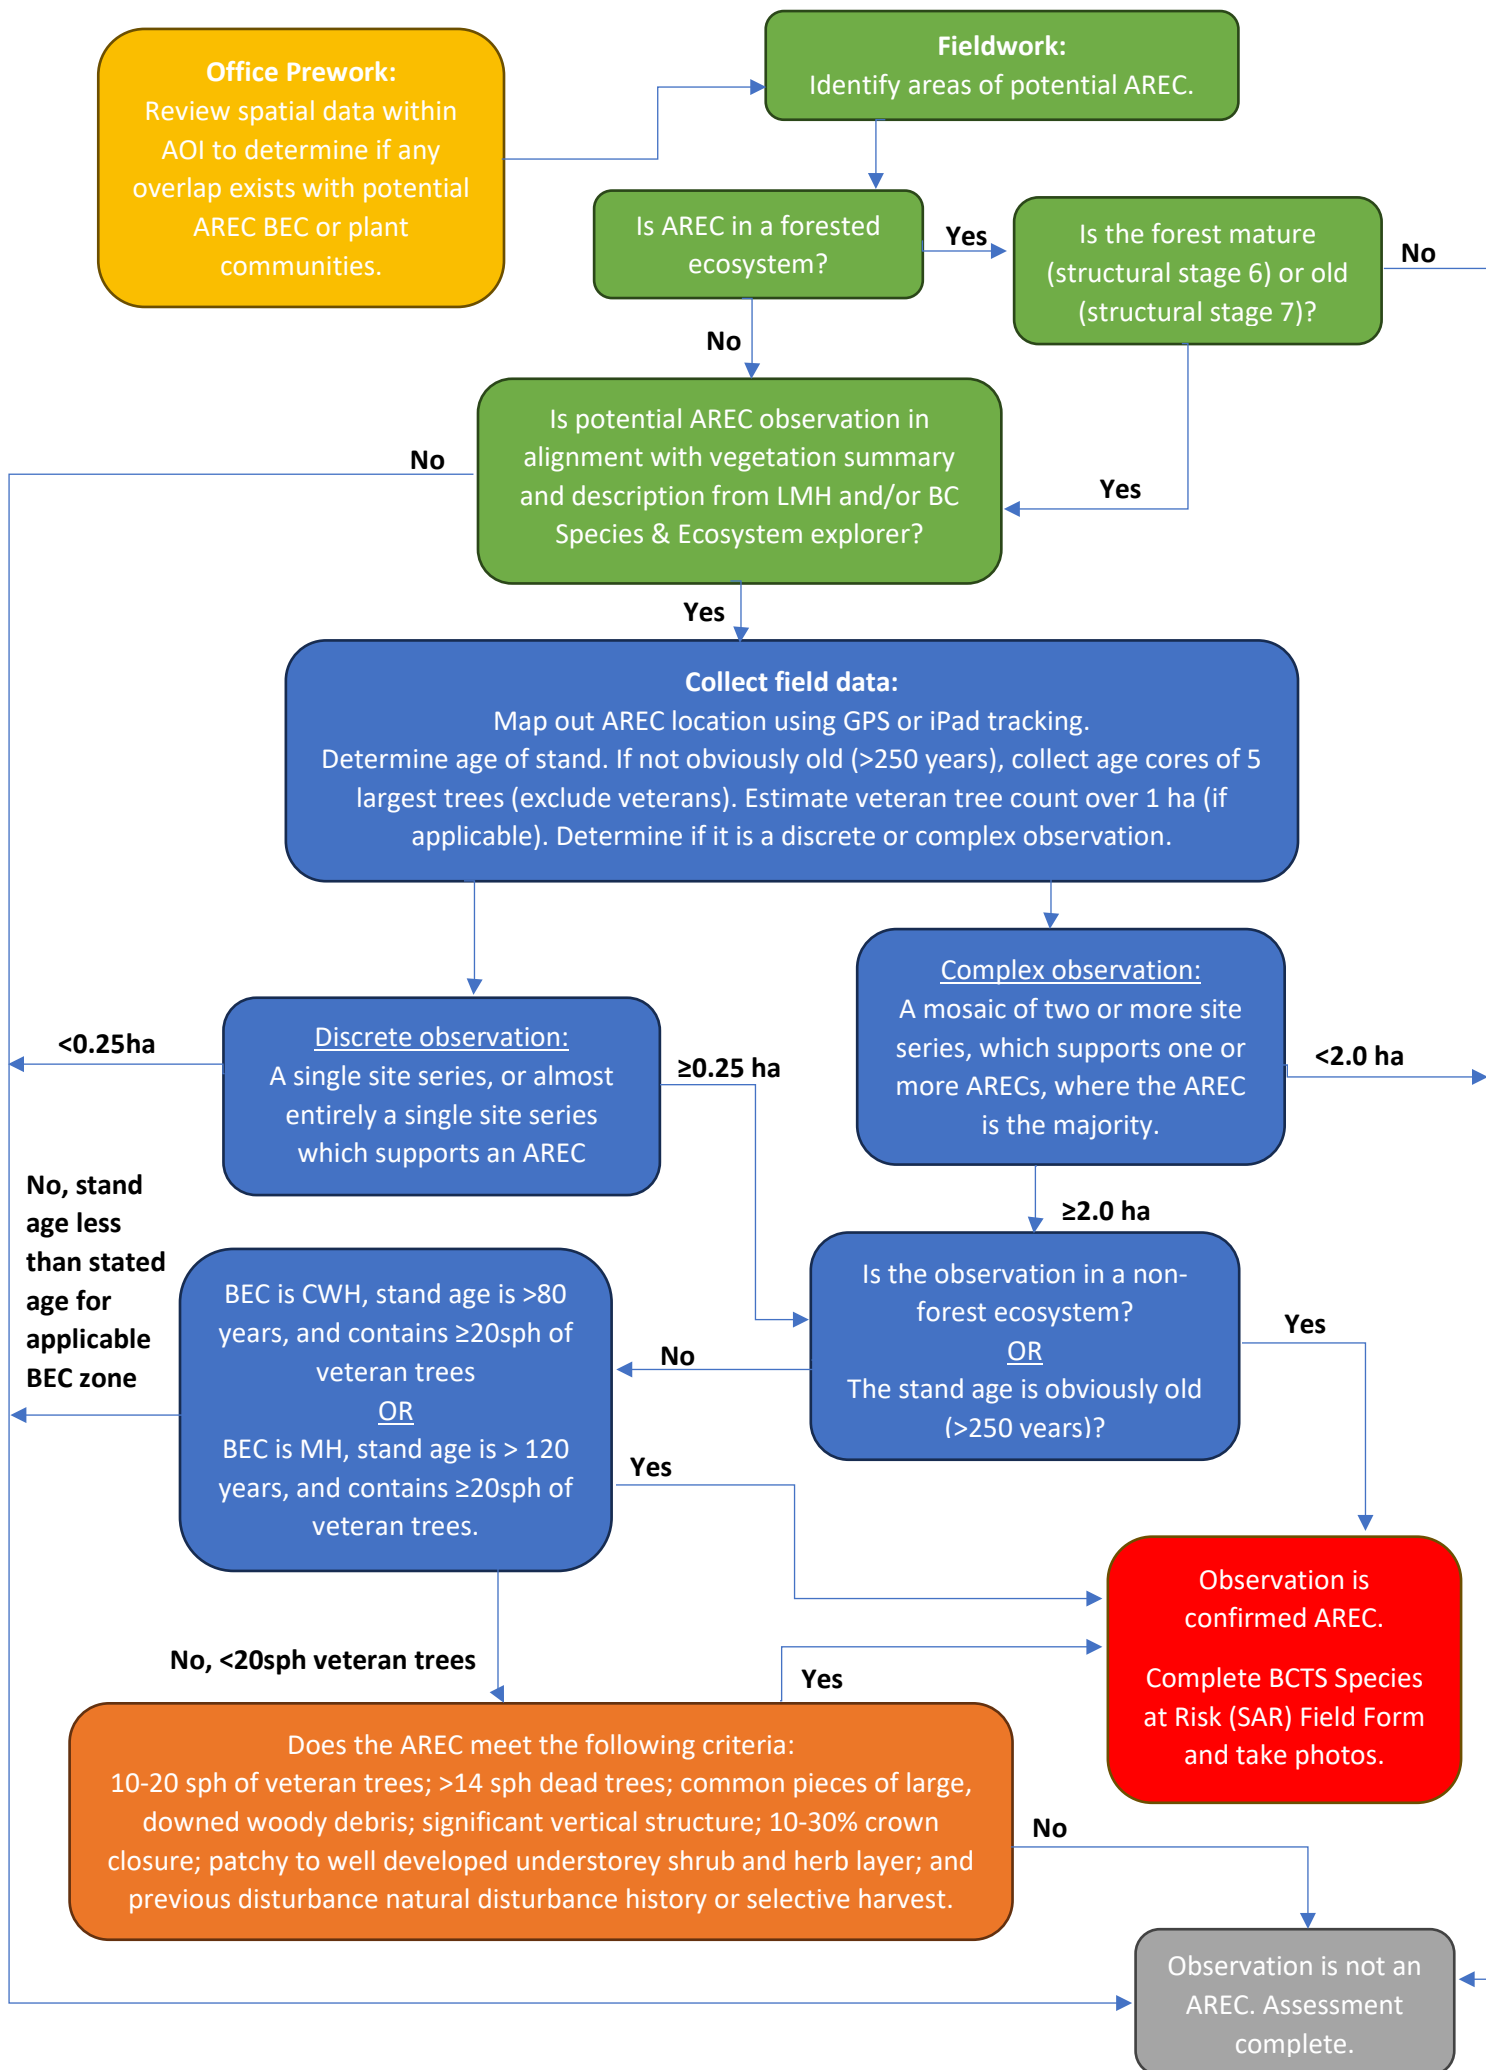 Office Prework:
Review spatial data within
AOI to determine if any
overlap exists with potential
AREC BEC or plant
communities.
Fieldwork:
Identify areas of potential AREC.
Is AREC in a forested
ecosystem?
Yes
Is the forest mature
(structural stage 6) or old
(structural stage 7)?
No
No
Is potential AREC observation in
alignment with vegetation summary
and description from LMH and/or BC
Species & Ecosystem explorer?
No
Yes
Yes
Collect field data:
Map out AREC location using GPS or iPad tracking.
Determine age of stand. If not obviously old (>250 years), collect age cores of 5
largest trees (exclude veterans). Estimate veteran tree count over 1 ha (if
applicable). Determine if it is a discrete or complex observation.
Complex observation:
A mosaic of two or more site
series, which supports one or
more ARECs, where the AREC
is the majority.
<2.0 ha
Discrete observation:
A single site series, or almost
entirely a single site series
which supports an AREC
<0.25ha
≥0.25 ha
≥2.0 ha
No, stand
age less
than stated
age for
applicable
BEC zone
BEC is CWH, stand age is >80
years, and contains ≥20sph of
veteran trees
OR
BEC is MH, stand age is > 120
years, and contains ≥20sph of
veteran trees.
No
Is the observation in a non-
forest ecosystem?
OR
The stand age is obviously old
(>250 years)?
Yes
Yes
Observation is
confirmed AREC.
Complete BCTS Species
at Risk (SAR) Field Form
and take photos.
No, <20sph veteran trees
Yes
Does the AREC meet the following criteria:
10-20 sph of veteran trees; >14 sph dead trees; common pieces of large,
downed woody debris; significant vertical structure; 10-30% crown
closure; patchy to well developed understorey shrub and herb layer; and
previous disturbance natural disturbance history or selective harvest.
No
Observation is not an
AREC. Assessment
complete.